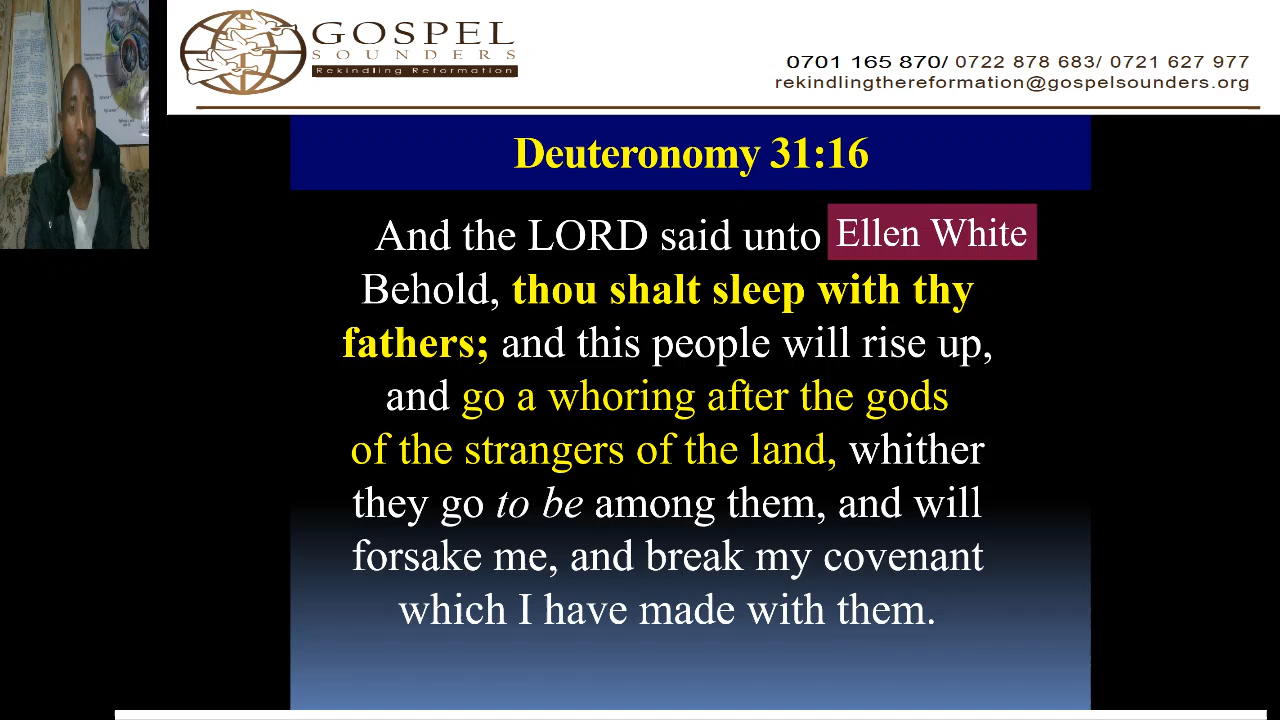 GOSPEL
SOUNDERS
Rekindling Reformation
0701 165 870/ 0722 878 683/ 0721 627 977
rekindlingthereformation@gospelsounders.org
Deuteronomy 31:16
And the LORD said unto Ellen White
Behold, thou shalt sleep with thy
fathers; and this people will rise up,
and go a whoring after the gods
of the strangers of the land, whither
they go to be among them, and will
forsake me, and break my covenant
which I have made with them.